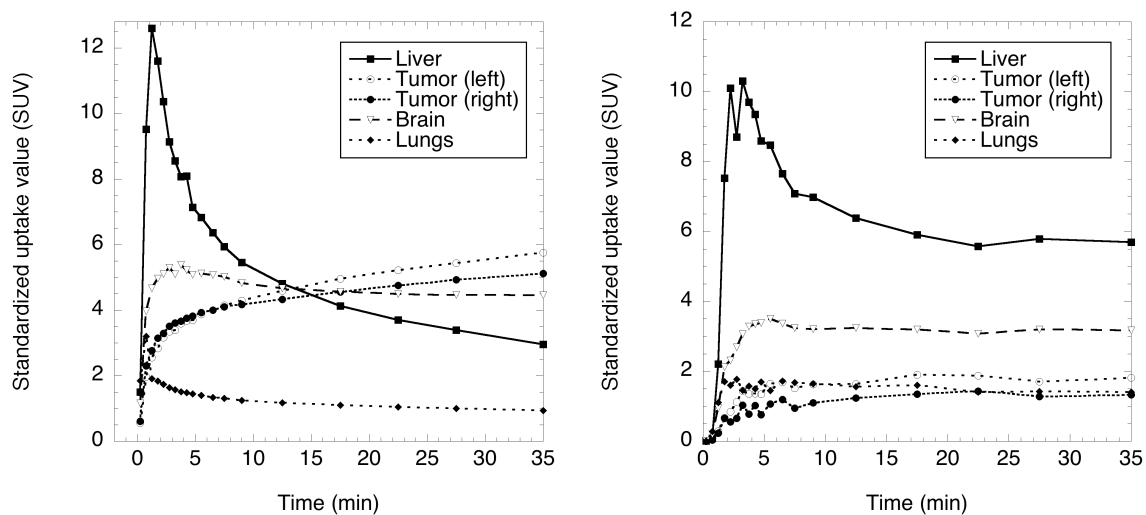 Standardized uptake value (SUV)
12
10
8
6
4
2
0
0 5 10 15 20 25 30 35
Time (min)
Liver
Tumor (left)
Tumor (right)
Brain
Lungs
Standardized uptake value (SUV)
12
10
8
6
4
2
0
0 5 10 15 20 25 30 35
Time (min)
Liver
Tumor (left)
Tumor (right)
Brain
Lungs